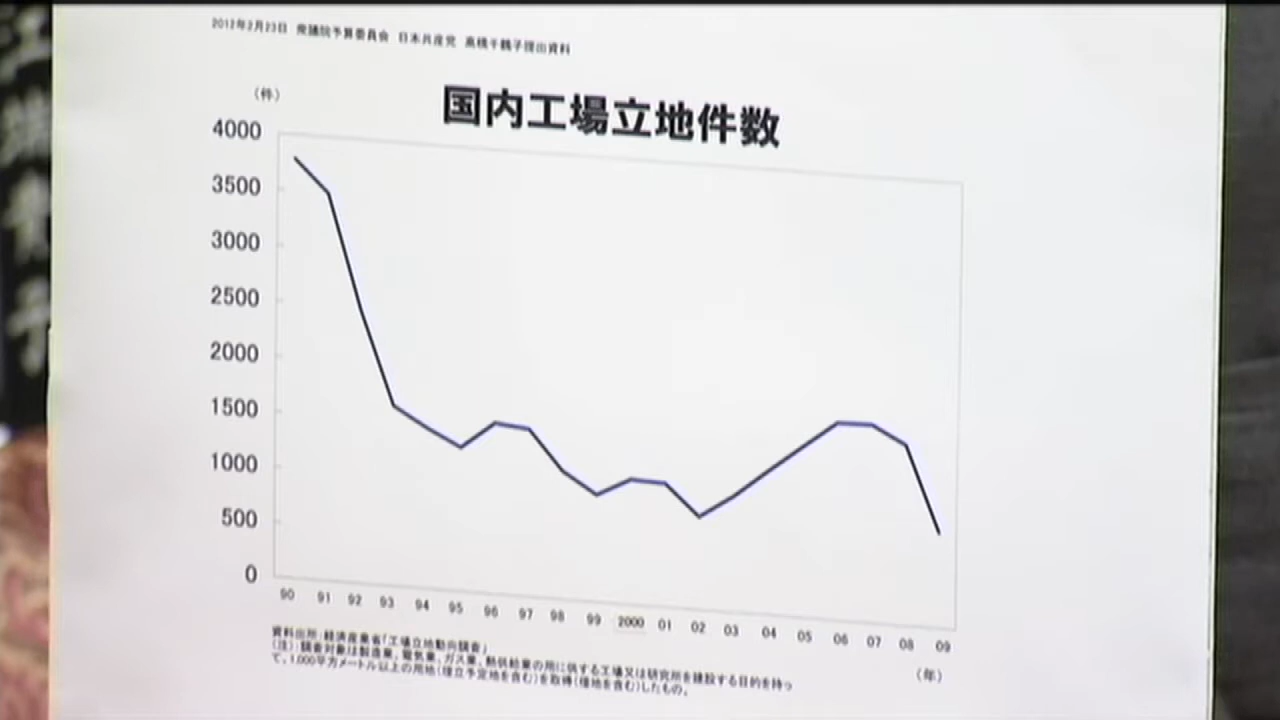 2012年2月23日 衆議院予算委員会 日本共産党 高橋千鶴子提出資料
国内工場立地件数
（件）
4000
3500
3000
2500
2000
1500
1000
500
0
90 91 92 93 94 95 96 97 98 99 2000 01 02 03 04 05 06 07 08 09
（年）
資料出所：経済産業省「工場立地動向調査」
（注）：調査対象は製造業、電気業、ガス業、熱供給業の用に供する工場又は研究所を建設する目的を持っ
て、1,000平方メートル以上の用地（埋立予定地を含む）を取得（借地を含む）したもの。